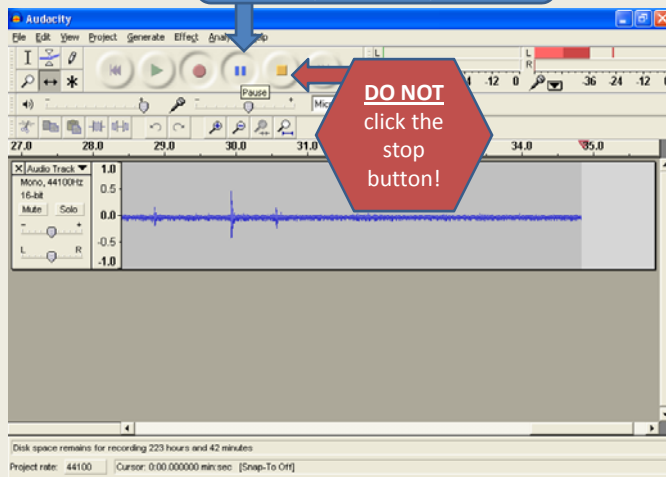 Audacity
File Edit View Project Generate Effect
L
R
-12 0
-36 -24 -12
Pause
DO NOT
click the
stop
button!
27.0 28.0 29.0 30.0 31.0 34.0 35.0
Audio Track
Mono, 44100Hz
16-bit
Mute Solo
- +
L R
1.0
0.5
0.0
-0.5
-1.0
Disk space remains for recording 223 hours and 42 minutes
Project rate: 44100 Cursor: 0:00.000000 min:sec [Snap-To Off]